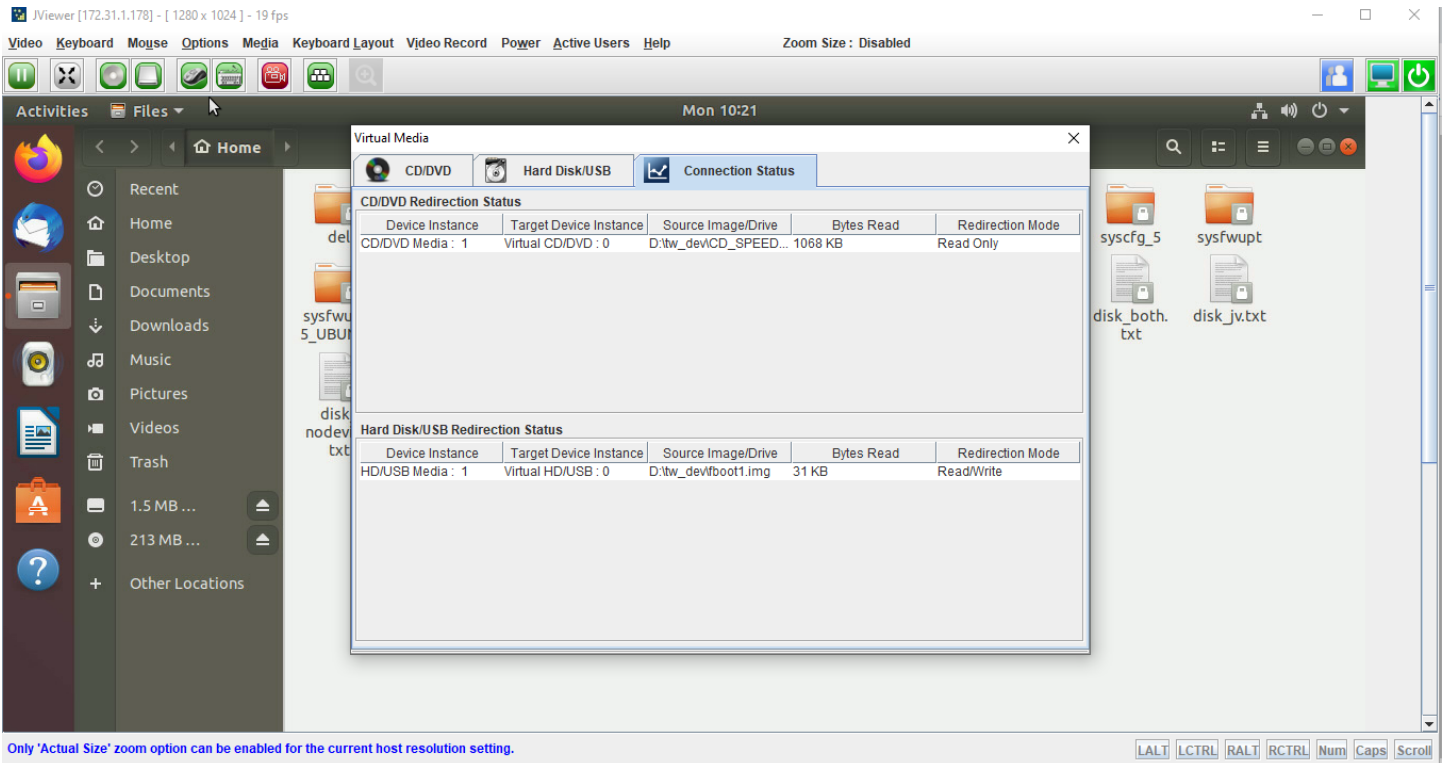 JViewer [172.31.1.178] - [ 1280 x 1024 ] - 19 fps
Video Keyboard Mouse Options Media Keyboard Layout Video Record Power Active Users Help Zoom Size : Disabled
Activities Files Mon 10:21
Home
Recent
Home
Desktop
Documents
Downloads
Music
Pictures
Videos
Trash
1.5 MB ...
213 MB ...
Other Locations
del
sysfwu
5_UBU
disk
nodev
txt
Virtual Media
CD/DVD Hard Disk/USB Connection Status
CD/DVD Redirection Status
Device Instance Target Device Instance Source Image/Drive Bytes Read Redirection Mode
CD/DVD Media : 1 Virtual CD/DVD : 0 D:\tw_dev\CD_SPEED... 1068 KB Read Only
Hard Disk/USB Redirection Status
Device Instance Target Device Instance Source Image/Drive Bytes Read Redirection Mode
HD/USB Media : 1 Virtual HD/USB : 0 D:\tw_dev\fboot1.img 31 KB Read/Write
syscfg_5 sysfwupt
disk_both. disk_jv.txt
txt
Only 'Actual Size' zoom option can be enabled for the current host resolution setting.
LALT LCTRL RALT RCTRL Num Caps Scroll